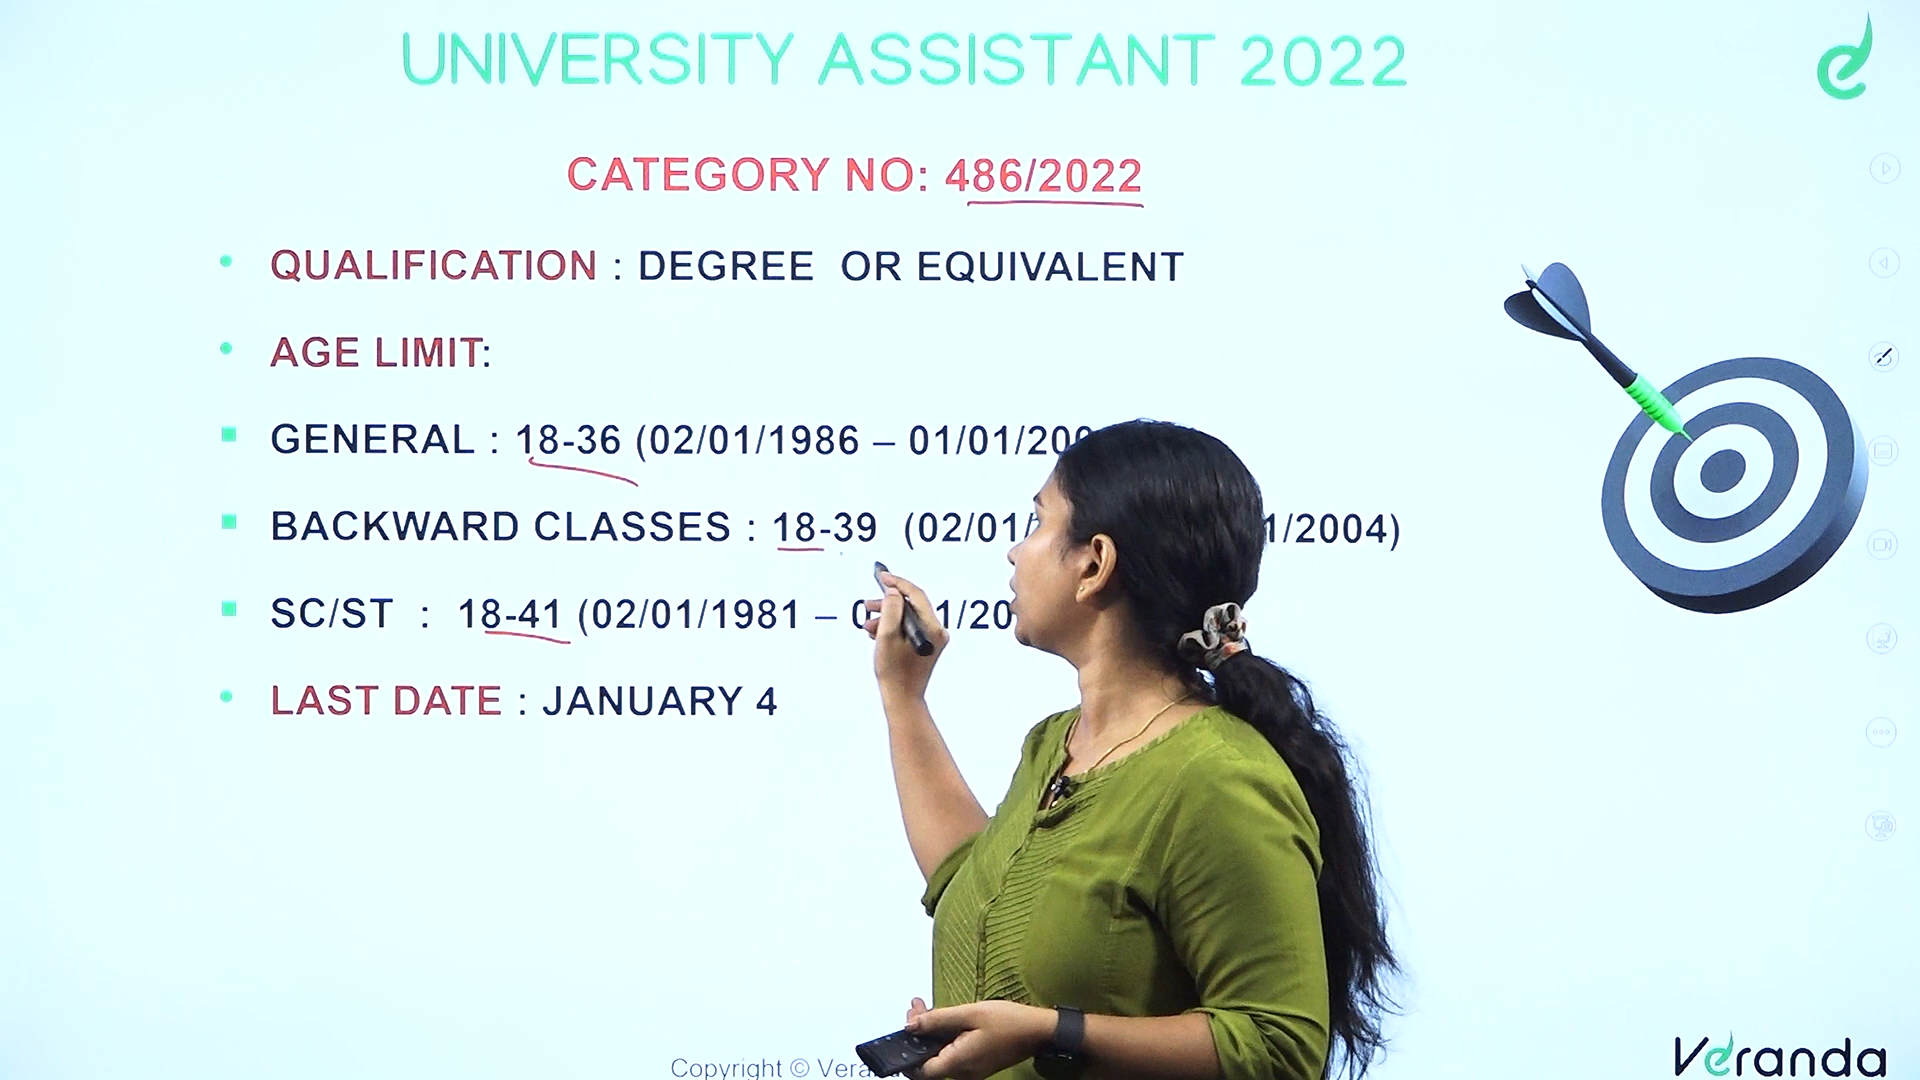 UNIVERSITY ASSISTANT 2022
CATEGORY NO: 486/2022
• QUALIFICATION : DEGREE OR EQUIVALENT
• AGE LIMIT:
GENERAL : 18-36 (02/01/1986 – 01/01/200
BACKWARD CLASSES : 18-39 (02/01/ 1/2004)
SC/ST : 18-41 (02/01/1981 – 0 1/20
• LAST DATE : JANUARY 4
Copyright © Vera
Veranda